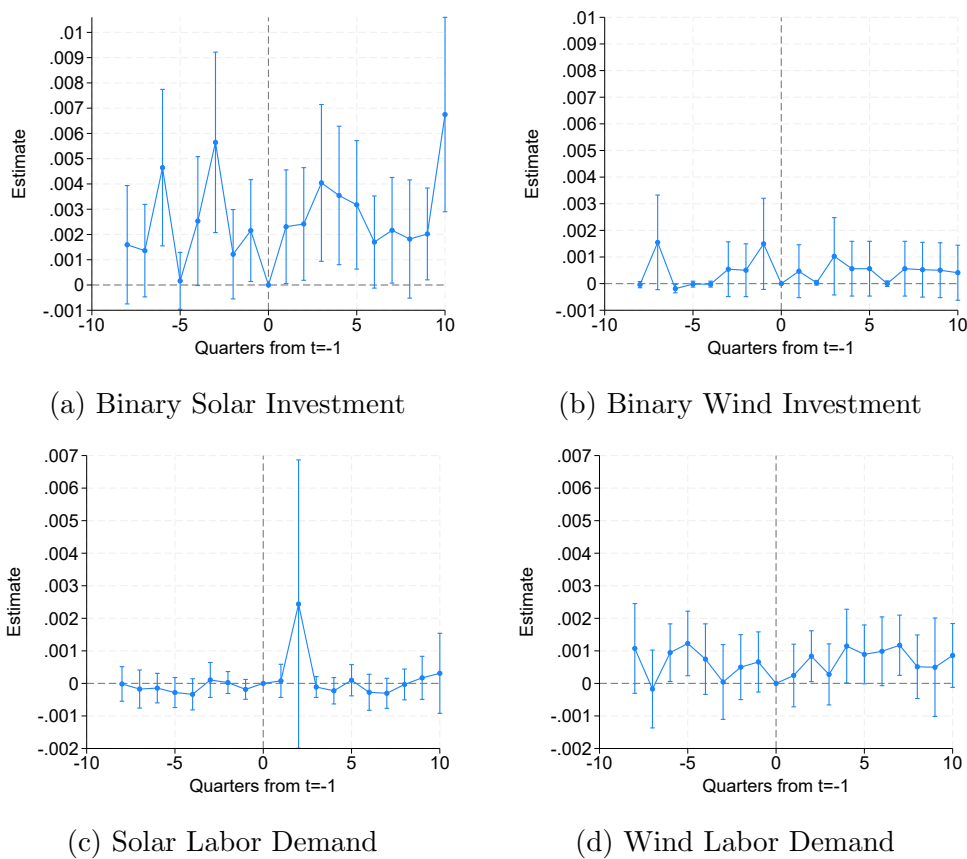 .01
.009
.008
.007
.006
.005
.004
.003
.002
.001
0
-.001
Estimate
-10 -5 0 5 10
Quarters from t=-1
(a) Binary Solar Investment
.01
.009
.008
.007
.006
.005
.004
.003
.002
.001
0
-.001
Estimate
-10 -5 0 5 10
Quarters from t=-1
(b) Binary Wind Investment
.007
.006
.005
.004
.003
.002
.001
0
-.001
-.002
Estimate
-10 -5 0 5 10
Quarters from t=-1
(c) Solar Labor Demand
.007
.006
.005
.004
.003
.002
.001
0
-.001
-.002
Estimate
-10 -5 0 5 10
Quarters from t=-1
(d) Wind Labor Demand